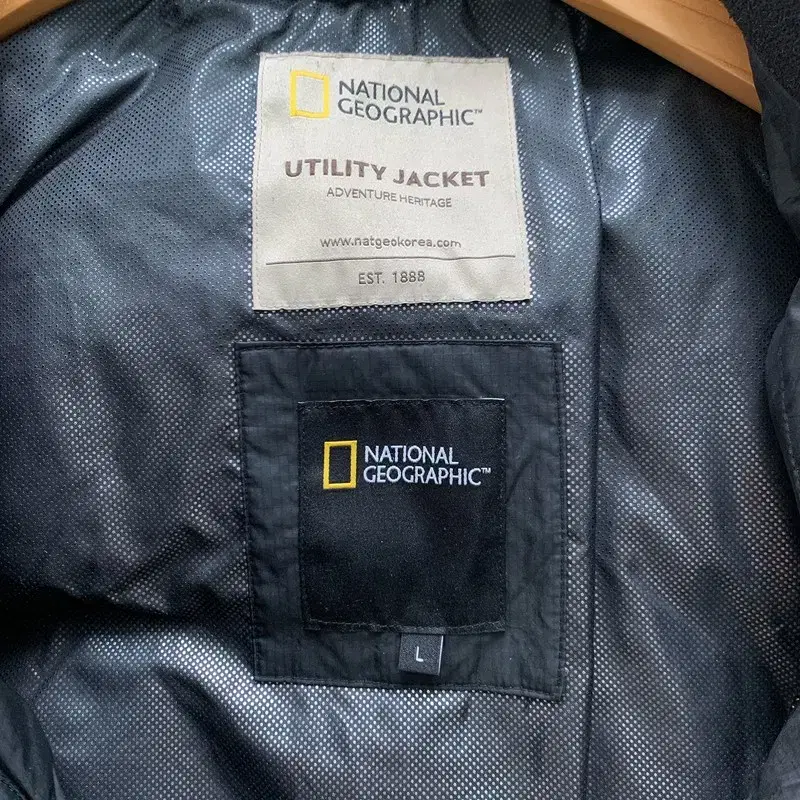 NATIONAL
GEOGRAPHIC™
UTILITY JACKET
ADVENTURE HERITAGE
www.natgeokorea.com
EST. 1888
NATIONAL
GEOGRAPHIC™
L